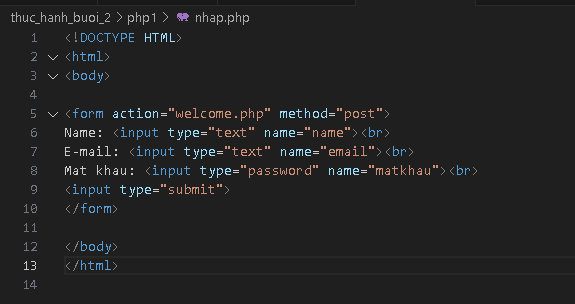 thuc_hanh_buoi_2 > php1 > nhap.php
1 <!DOCTYPE HTML>
2 <html>
3 <body>
4
5 <form action="welcome.php" method="post">
6 Name: <input type="text" name="name"><br>
7 E-mail: <input type="text" name="email"><br>
8 Mat khau: <input type="password" name="matkhau"><br>
9 <input type="submit">
10 </form>
11
12 </body>
13 </html>
14